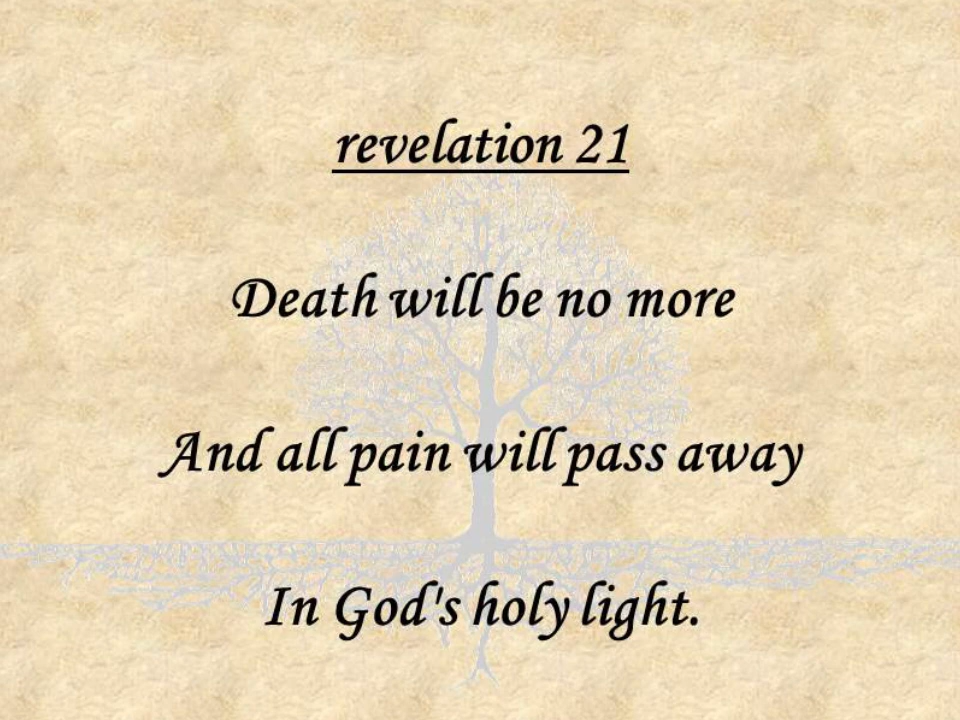 revelation 21
Death will be no more
And all pain will pass away
In God's holy light.